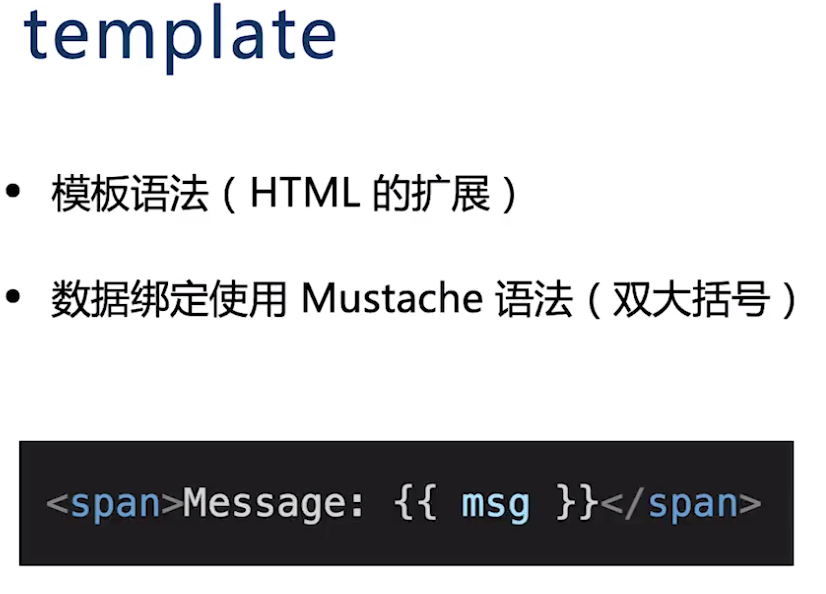 template
• 模板语法（HTML 的扩展）
• 数据绑定使用 Mustache 语法（双大括号）
<span>Message: {{ msg }}</span>